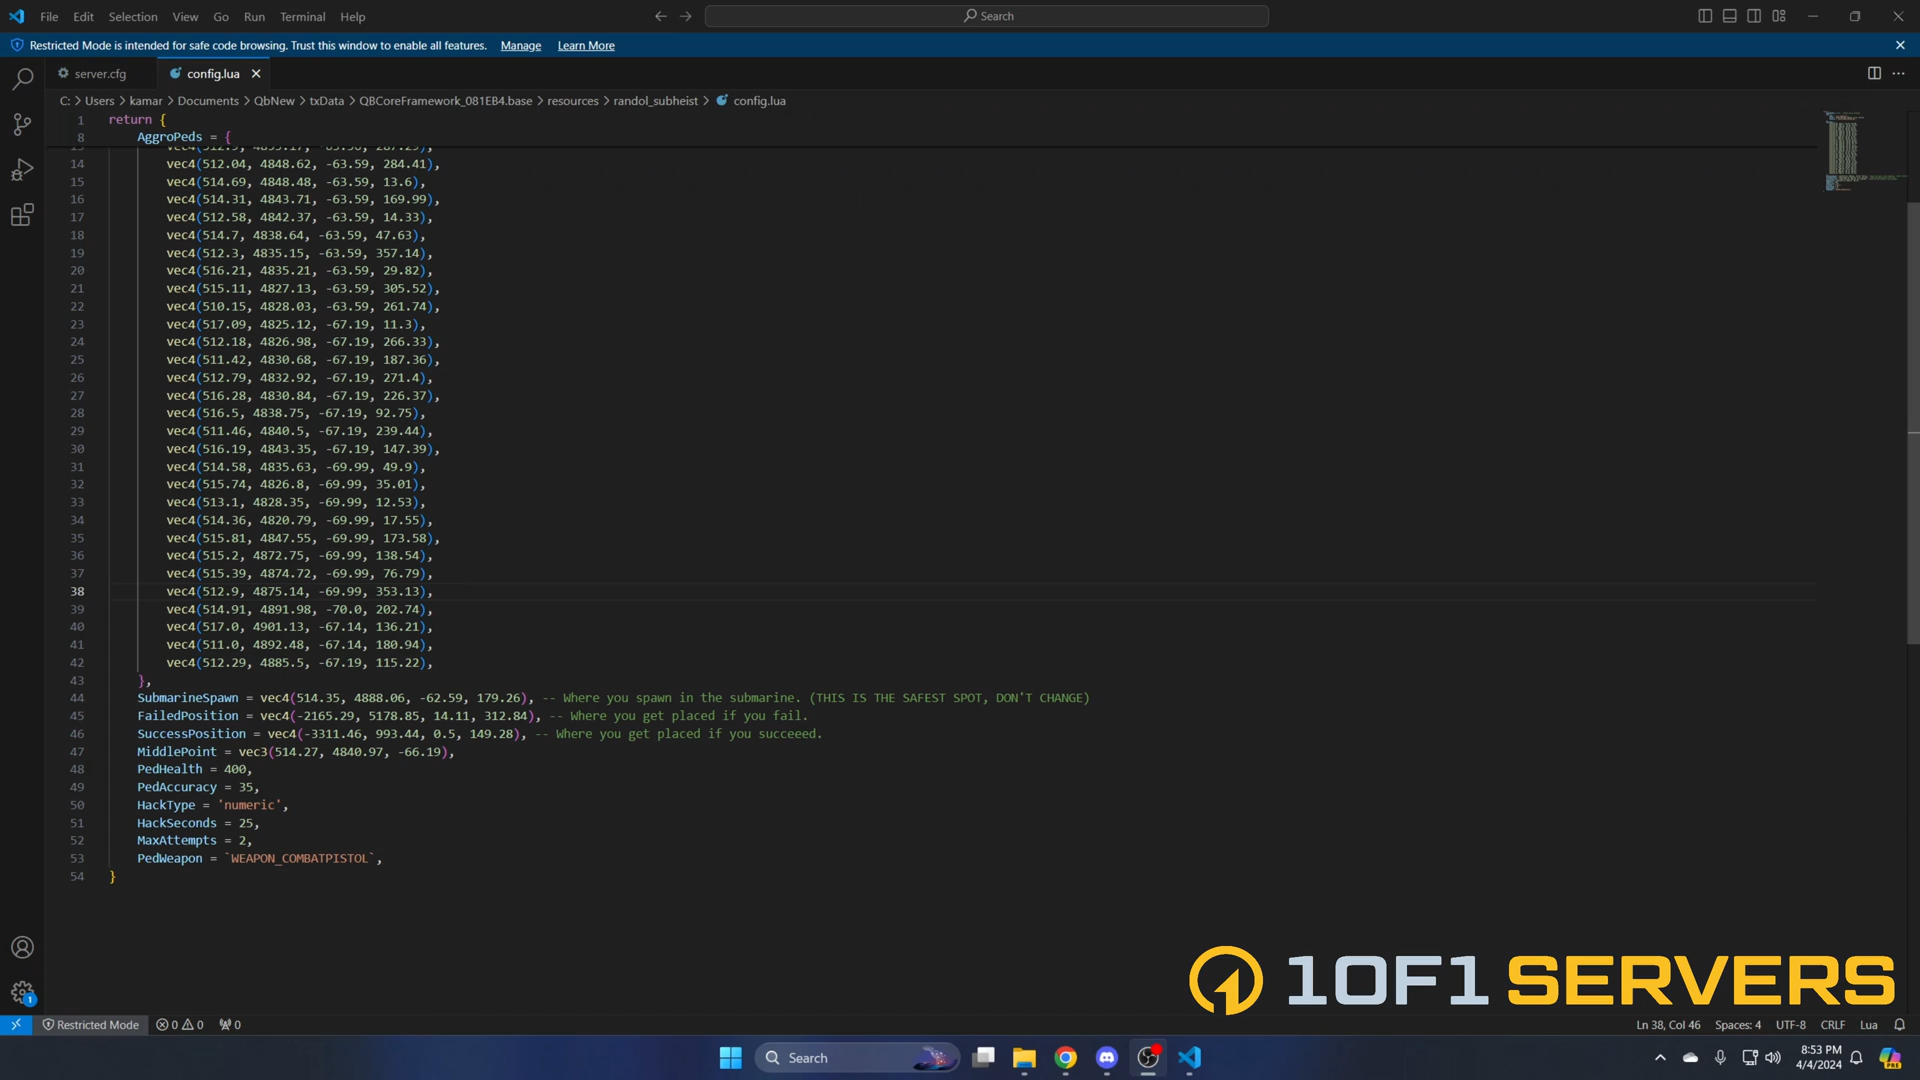 File Edit Selection View Go Run Terminal Help
Search
Restricted Mode is intended for safe code browsing. Trust this window to enable all features. Manage Learn More
server.cfg config.lua
C: > Users > kamar > Documents > QbNew > txData > QBCoreFramework_081EB4.base > resources > randol_subheist > config.lua
1 return {
8 AggroPeds = {
14 vec4(512.04, 4848.62, -63.59, 284.41),
15 vec4(514.69, 4848.48, -63.59, 13.6),
16 vec4(514.31, 4843.71, -63.59, 169.99),
17 vec4(512.58, 4842.37, -63.59, 14.33),
18 vec4(514.7, 4838.64, -63.59, 47.63),
19 vec4(512.3, 4835.15, -63.59, 357.14),
20 vec4(516.21, 4835.21, -63.59, 29.82),
21 vec4(515.11, 4827.13, -63.59, 305.52),
22 vec4(510.15, 4828.03, -63.59, 261.74),
23 vec4(517.09, 4825.12, -67.19, 11.3),
24 vec4(512.18, 4826.98, -67.19, 266.33),
25 vec4(511.42, 4830.68, -67.19, 187.36),
26 vec4(512.79, 4832.92, -67.19, 271.4),
27 vec4(516.28, 4830.84, -67.19, 226.37),
28 vec4(516.5, 4838.75, -67.19, 92.75),
29 vec4(511.46, 4840.5, -67.19, 239.44),
30 vec4(516.19, 4843.35, -67.19, 147.39),
31 vec4(514.58, 4835.63, -69.99, 49.9),
32 vec4(515.74, 4826.8, -69.99, 35.01),
33 vec4(513.1, 4828.35, -69.99, 12.53),
34 vec4(514.36, 4820.79, -69.99, 17.55),
35 vec4(515.81, 4847.55, -69.99, 173.58),
36 vec4(515.2, 4872.75, -69.99, 138.54),
37 vec4(515.39, 4874.72, -69.99, 76.79),
38 vec4(512.9, 4875.14, -69.99, 353.13),
39 vec4(514.91, 4891.98, -70.0, 202.74),
40 vec4(517.0, 4901.13, -67.14, 136.21),
41 vec4(511.0, 4892.48, -67.14, 180.94),
42 vec4(512.29, 4885.5, -67.19, 115.22),
43 },
44 SubmarineSpawn = vec4(514.35, 4888.06, -62.59, 179.26), -- Where you spawn in the submarine. (THIS IS THE SAFEST SPOT, DON'T CHANGE)
45 FailedPosition = vec4(-2165.29, 5178.85, 14.11, 312.84), -- Where you get placed if you fail.
46 SuccessPosition = vec4(-3311.46, 993.44, 0.5, 149.28), -- Where you get placed if you succeeed.
47 MiddlePoint = vec3(514.27, 4840.97, -66.19),
48 PedHealth = 400,
49 PedAccuracy = 35,
50 HackType = 'numeric',
51 HackSeconds = 25,
52 MaxAttempts = 2,
53 PedWeapon = `WEAPON_COMBATPISTOL`,
54 }
1OF1 SERVERS
1
Restricted Mode 0 0 0 Ln 38, Col 46 Spaces: 4 UTF-8 CRLF Lua
Search
8:53 PM
4/4/2024
PRE